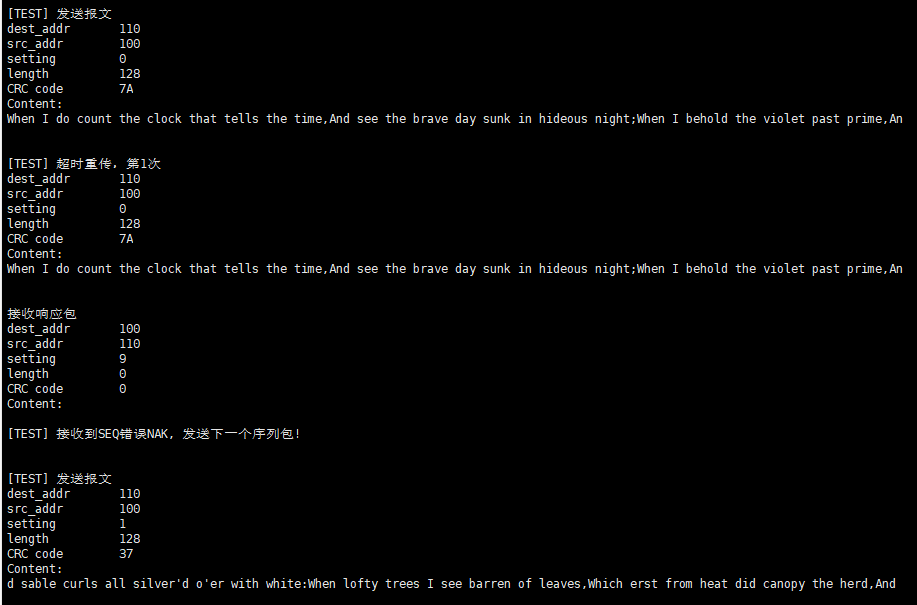 [TEST] 发送报文
dest_addr 110
src_addr 100
setting 0
length 128
CRC code 7A
Content:
When I do count the clock that tells the time,And see the brave day sunk in hideous night;When I behold the violet past prime,An
[TEST] 超时重传, 第1次
dest_addr 110
src_addr 100
setting 0
length 128
CRC code 7A
Content:
When I do count the clock that tells the time,And see the brave day sunk in hideous night;When I behold the violet past prime,An
接收响应包
dest_addr 100
src_addr 110
setting 9
length 0
CRC code 0
Content:
[TEST] 接收到SEQ错误NAK, 发送下一个序列包!
[TEST] 发送报文
dest_addr 110
src_addr 100
setting 1
length 128
CRC code 37
Content:
d sable curls all silver'd o'er with white:When lofty trees I see barren of leaves,Which erst from heat did canopy the herd,And